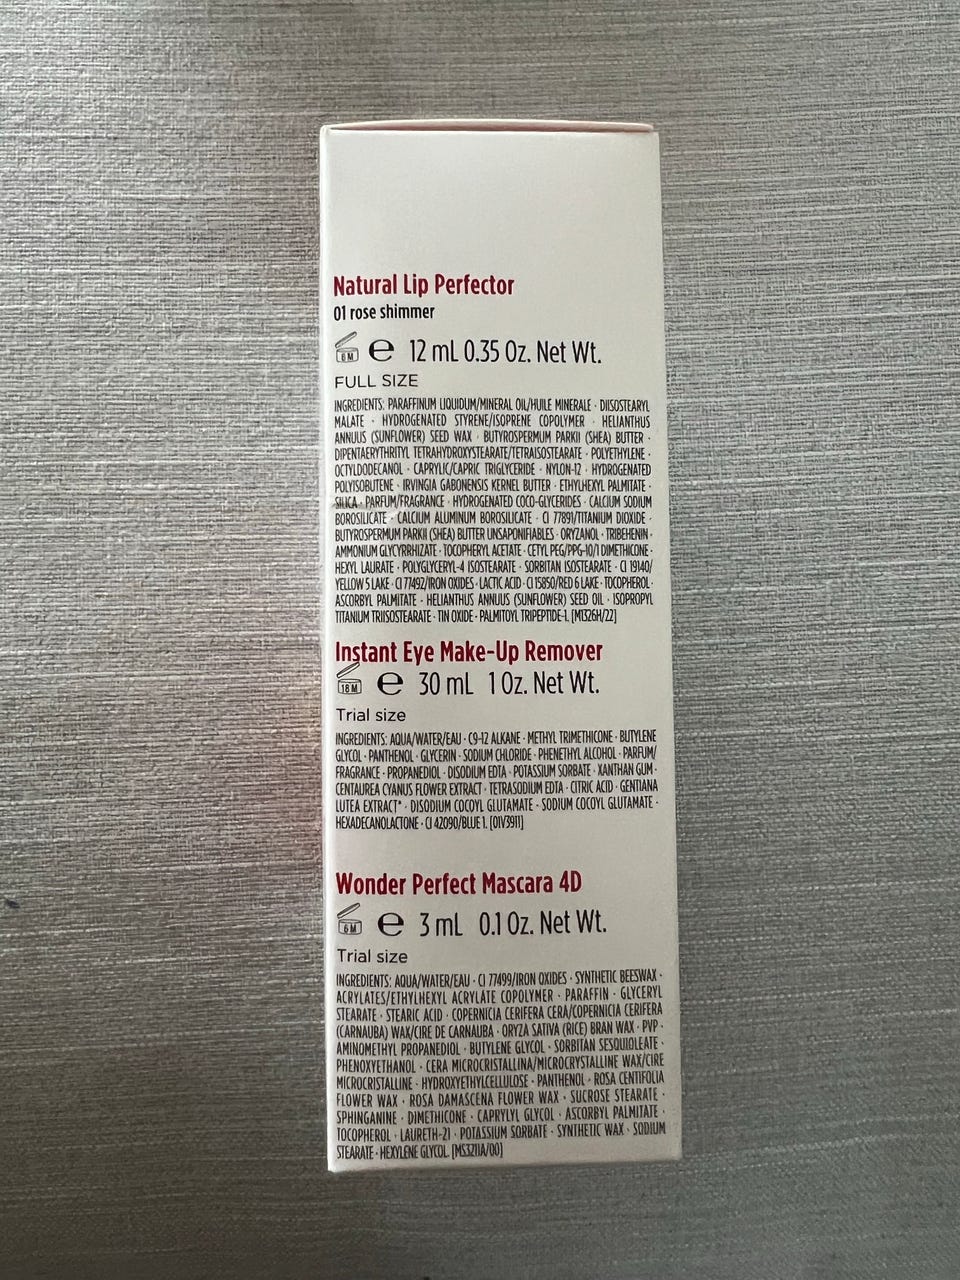 Natural Lip Perfector
01 rose shimmer
6 M e 12 mL 0.35 Oz. Net Wt.
FULL SIZE
INGREDIENTS: PARAFFINUM LIQUIDUM/MINERAL OIL/HUILE MINERALE · DIISOSTEARYL
MALATE · HYDROGENATED STYRENE/ISOPRENE COPOLYMER · HELIANTHUS
ANNUUS (SUNFLOWER) SEED WAX · BUTYROSPERMUM PARKII (SHEA) BUTTER ·
DIPENTAERYTHRITYL TETRAHYDROXYSTEARATE/TETRAISOSTEARATE · POLYETHYLENE ·
OCTYLDODECANOL · CAPRYLIC/CAPRIC TRIGLYCERIDE · NYLON-12 · HYDROGENATED
POLYISOBUTENE · IRVINGIA GABONENSIS KERNEL BUTTER · ETHYLHEXYL PALMITATE ·
SILICA · PARFUM/FRAGRANCE · HYDROGENATED COCO-GLYCERIDES · CALCIUM SODIUM
BOROSILICATE · CALCIUM ALUMINUM BOROSILICATE · CI 77891/TITANIUM DIOXIDE ·
BUTYROSPERMUM PARKII (SHEA) BUTTER UNSAPONIFIABLES · ORYZANOL · TRIBEHENIN ·
AMMONIUM GLYCYRRHIZATE · TOCOPHERYL ACETATE · CETYL PEG/PPG-10/1 DIMETHICONE ·
HEXYL LAURATE · POLYGLYCERYL-4 ISOSTEARATE · SORBITAN ISOSTEARATE · CI 19140/
YELLOW 5 LAKE · CI 77492/IRON OXIDES · LACTIC ACID · CI 15850/RED 6 LAKE · TOCOPHEROL ·
ASCORBYL PALMITATE · HELIANTHUS ANNUUS (SUNFLOWER) SEED OIL · ISOPROPYL
TITANIUM TRIISOSTEARATE · TIN OXIDE · PALMITOYL TRIPEPTIDE-1. [M1526H/22]
Instant Eye Make-Up Remover
18 M e 30 mL 1 Oz. Net Wt.
Trial size
INGREDIENTS: AQUA/WATER/EAU · C9-12 ALKANE · METHYL TRIMETHICONE · BUTYLENE
GLYCOL · PANTHENOL · GLYCERIN · SODIUM CHLORIDE · PHENETHYL ALCOHOL · PARFUM/
FRAGRANCE · PROPANEDIOL · DISODIUM EDTA · POTASSIUM SORBATE · XANTHAN GUM ·
CENTAUREA CYANUS FLOWER EXTRACT · TETRASODIUM EDTA · CITRIC ACID · GENTIANA
LUTEA EXTRACT* · DISODIUM COCOYL GLUTAMATE · SODIUM COCOYL GLUTAMATE ·
HEXADECANOLACTONE · CI 42090/BLUE 1. [01V3911]
Wonder Perfect Mascara 4D
6 M e 3 mL 0.1 Oz. Net Wt.
Trial size
INGREDIENTS: AQUA/WATER/EAU · CI 77499/IRON OXIDES · SYNTHETIC BEESWAX ·
ACRYLATES/ETHYLHEXYL ACRYLATE COPOLYMER · PARAFFIN · GLYCERYL
STEARATE · STEARIC ACID · COPERNICIA CERIFERA CERA/COPERNICIA CERIFERA
(CARNAUBA) WAX/CIRE DE CARNAUBA · ORYZA SATIVA (RICE) BRAN WAX · PVP ·
AMINOMETHYL PROPANEDIOL · BUTYLENE GLYCOL · SORBITAN SESQUIOLEATE ·
PHENOXYETHANOL · CERA MICROCRISTALLINA/MICROCRYSTALLINE WAX/CIRE
MICROCRISTALLINE · HYDROXYETHYLCELLULOSE · PANTHENOL · ROSA CENTIFOLIA
FLOWER WAX · ROSA DAMASCENA FLOWER WAX · SUCROSE STEARATE ·
SPHINGANINE · DIMETHICONE · CAPRYLYL GLYCOL · ASCORBYL PALMITATE ·
TOCOPHEROL · LAURETH-21 · POTASSIUM SORBATE · SYNTHETIC WAX · SODIUM
STEARATE · HEXYLENE GLYCOL. [MS3211A/00]